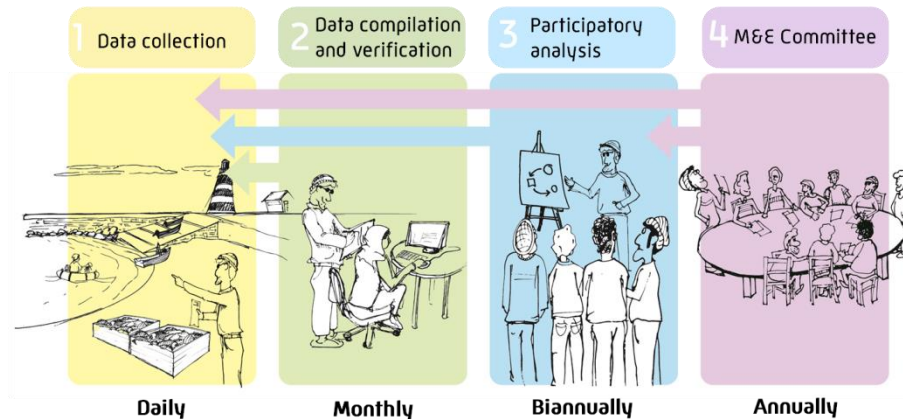 1 Data collection
2 Data compilation
and verification
3 Participatory
analysis
4 M&E Committee
Daily
Monthly
Biannually
Annually